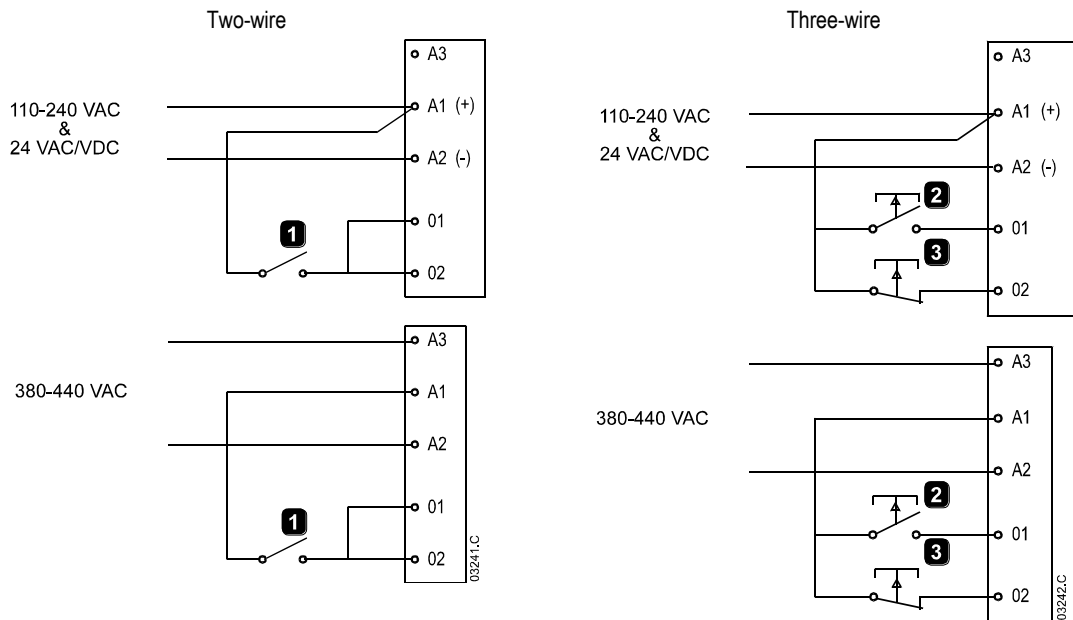 Two-wire
A3
110-240 VAC
&
24 VAC/VDC
A1 (+)
A2 (-)
1
01
02
A3
380-440 VAC
A1
A2
1
01
02
03241.C
Three-wire
A3
110-240 VAC
&
24 VAC/VDC
A1 (+)
A2 (-)
2
01
3
02
A3
380-440 VAC
A1
A2
2
01
3
02
03242.C